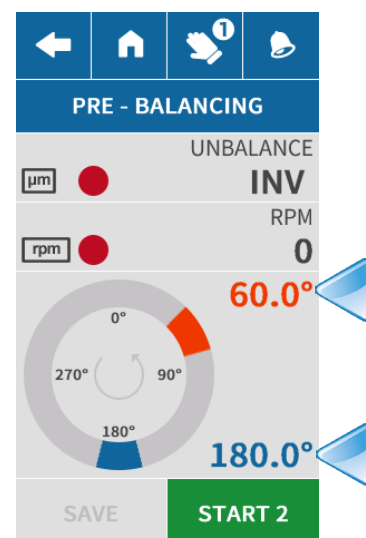 1
PRE - BALANCING
UNBALANCE
µm
INV
RPM
rpm
0
60.0°
0°
270°
90°
180°
180.0°
SAVE
START 2